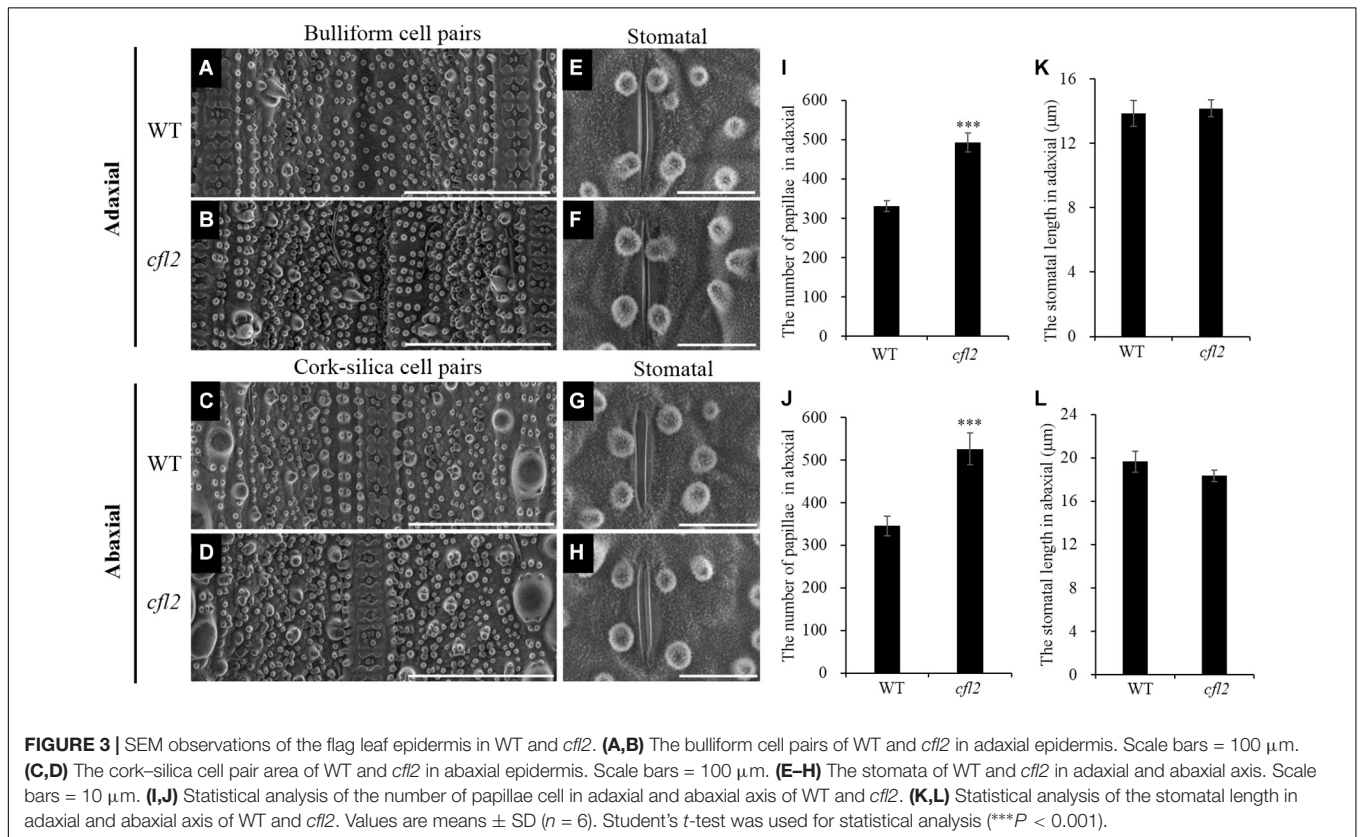 Bulliform cell pairs
Stomatal
A
E
WT
B
F
cfl2
Adaxial
Cork-silica cell pairs
Stomatal
C
G
WT
D
H
cfl2
Abaxial
I
The number of papillae in adaxial
600
500
400
300
200
100
0
***
WT
cfl2
K
The stomatal length in adaxial (μm)
16
12
8
4
0
WT
cfl2
J
The number of papillae in abaxial
600
500
400
300
200
100
0
***
WT
cfl2
L
The stomatal length in abaxial (μm)
24
20
16
12
8
4
0
WT
cfl2
FIGURE 3 | SEM observations of the flag leaf epidermis in WT and cfl2. (A,B) The bulliform cell pairs of WT and cfl2 in adaxial epidermis. Scale bars = 100 μm.
(C,D) The cork–silica cell pair area of WT and cfl2 in abaxial epidermis. Scale bars = 100 μm. (E–H) The stomata of WT and cfl2 in adaxial and abaxial axis. Scale
bars = 10 μm. (I,J) Statistical analysis of the number of papillae cell in adaxial and abaxial axis of WT and cfl2. (K,L) Statistical analysis of the stomatal length in
adaxial and abaxial axis of WT and cfl2. Values are means ± SD (n = 6). Student's t-test was used for statistical analysis (***P < 0.001).